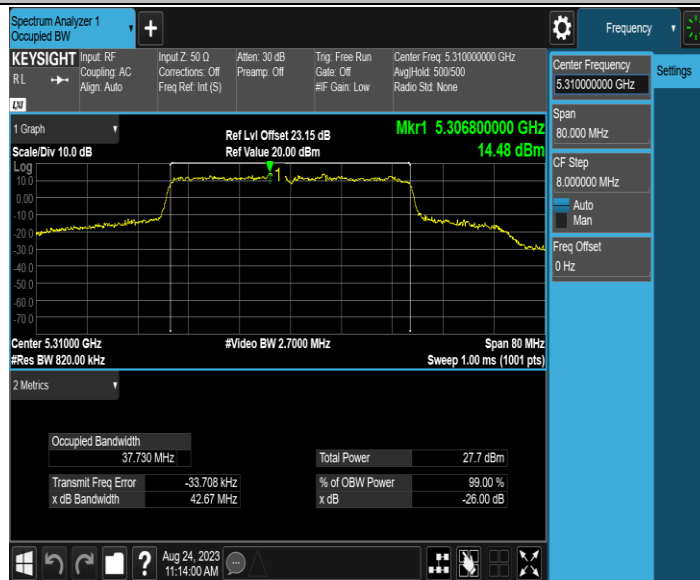 Spectrum Analyzer 1
Occupied BW
+
Frequency
KEYSIGHT
RL
LXI
Input: RF
Coupling: AC
Align: Auto
Input Z: 50 Ω
Corrections: Off
Freq Ref: Int (S)
Atten: 30 dB
Preamp: Off
Trig: Free Run
Gate: Off
#IF Gain: Low
Center Freq: 5.310000000 GHz
Avg|Hold: 500/500
Radio Std: None
Center Frequency
5.310000000 GHz
Settings
Span
80.000 MHz
CF Step
8.000000 MHz
Auto
Man
Freq Offset
0 Hz
1 Graph
Scale/Div 10.0 dB
Ref Lvl Offset 23.15 dB
Ref Value 20.00 dBm
Mkr1 5.306800000 GHz
14.48 dBm
Log
10.0
0.00
-10.0
-20.0
-30.0
-40.0
-50.0
-60.0
-70.0
1
Center 5.31000 GHz
#Res BW 820.00 kHz
#Video BW 2.7000 MHz
Span 80 MHz
Sweep 1.00 ms (1001 pts)
2 Metrics
Occupied Bandwidth
37.730 MHz
Transmit Freq Error -33.708 kHz
x dB Bandwidth 42.67 MHz
Total Power 27.7 dBm
% of OBW Power 99.00 %
x dB -26.00 dB
?
Aug 24, 2023
11:14:00 AM